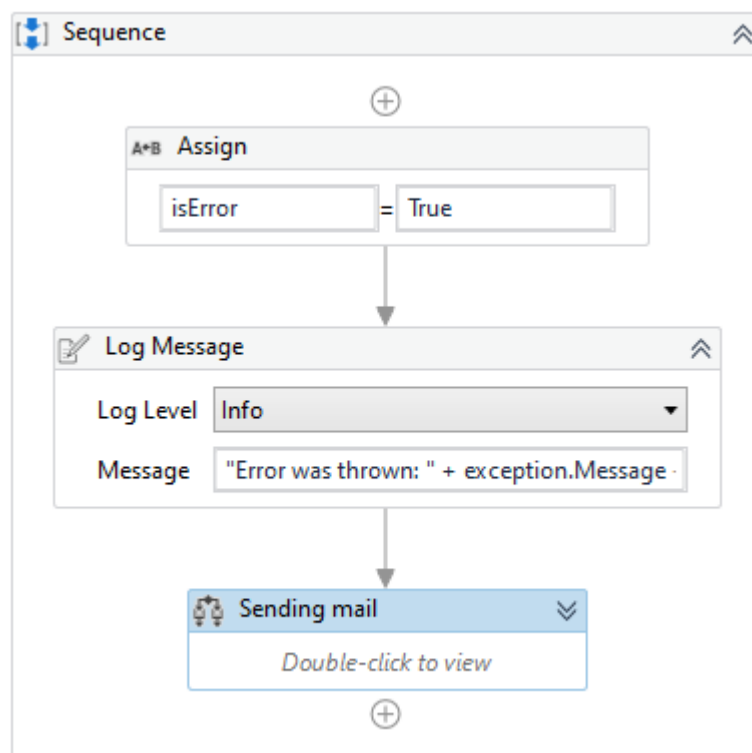 Sequence
A+B Assign
isError = True
Log Message
Log Level Info
Message "Error was thrown: " + exception.Message
Sending mail
Double-click to view